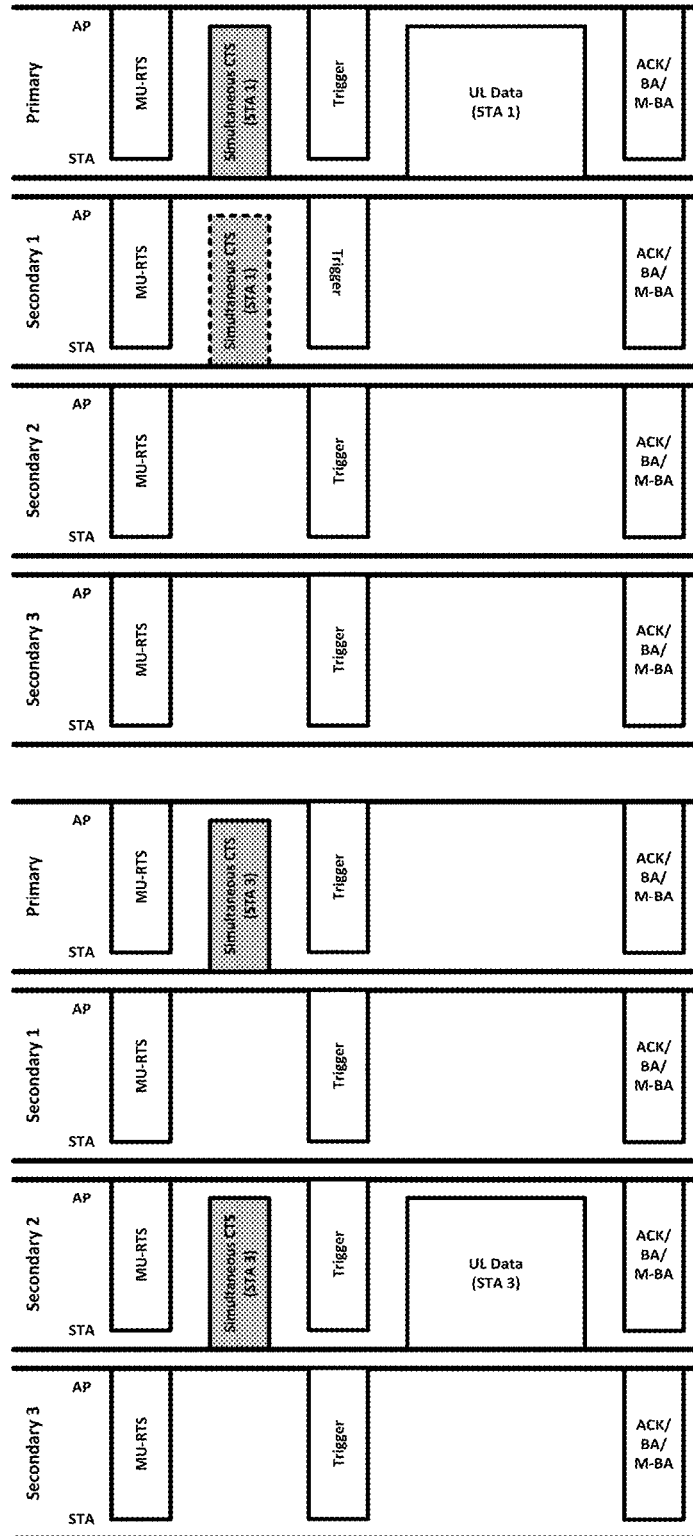 Primary
AP
STA
MU-RTS
Simultaneous CTS
(STA 1)
Trigger
UL Data
(STA 1)
ACK/
BA/
M-BA
Secondary 1
AP
STA
MU-RTS
Simultaneous CTS
(STA 1)
Trigger
ACK/
BA/
M-BA
Secondary 2
AP
STA
MU-RTS
Trigger
ACK/
BA/
M-BA
Secondary 3
AP
STA
MU-RTS
Trigger
ACK/
BA/
M-BA
Primary
AP
STA
MU-RTS
Simultaneous CTS
(STA 3)
Trigger
ACK/
BA/
M-BA
Secondary 1
AP
STA
MU-RTS
Trigger
ACK/
BA/
M-BA
Secondary 2
AP
STA
MU-RTS
Simultaneous CTS
(STA 3)
Trigger
UL Data
(STA 3)
ACK/
BA/
M-BA
Secondary 3
AP
STA
MU-RTS
Trigger
ACK/
BA/
M-BA